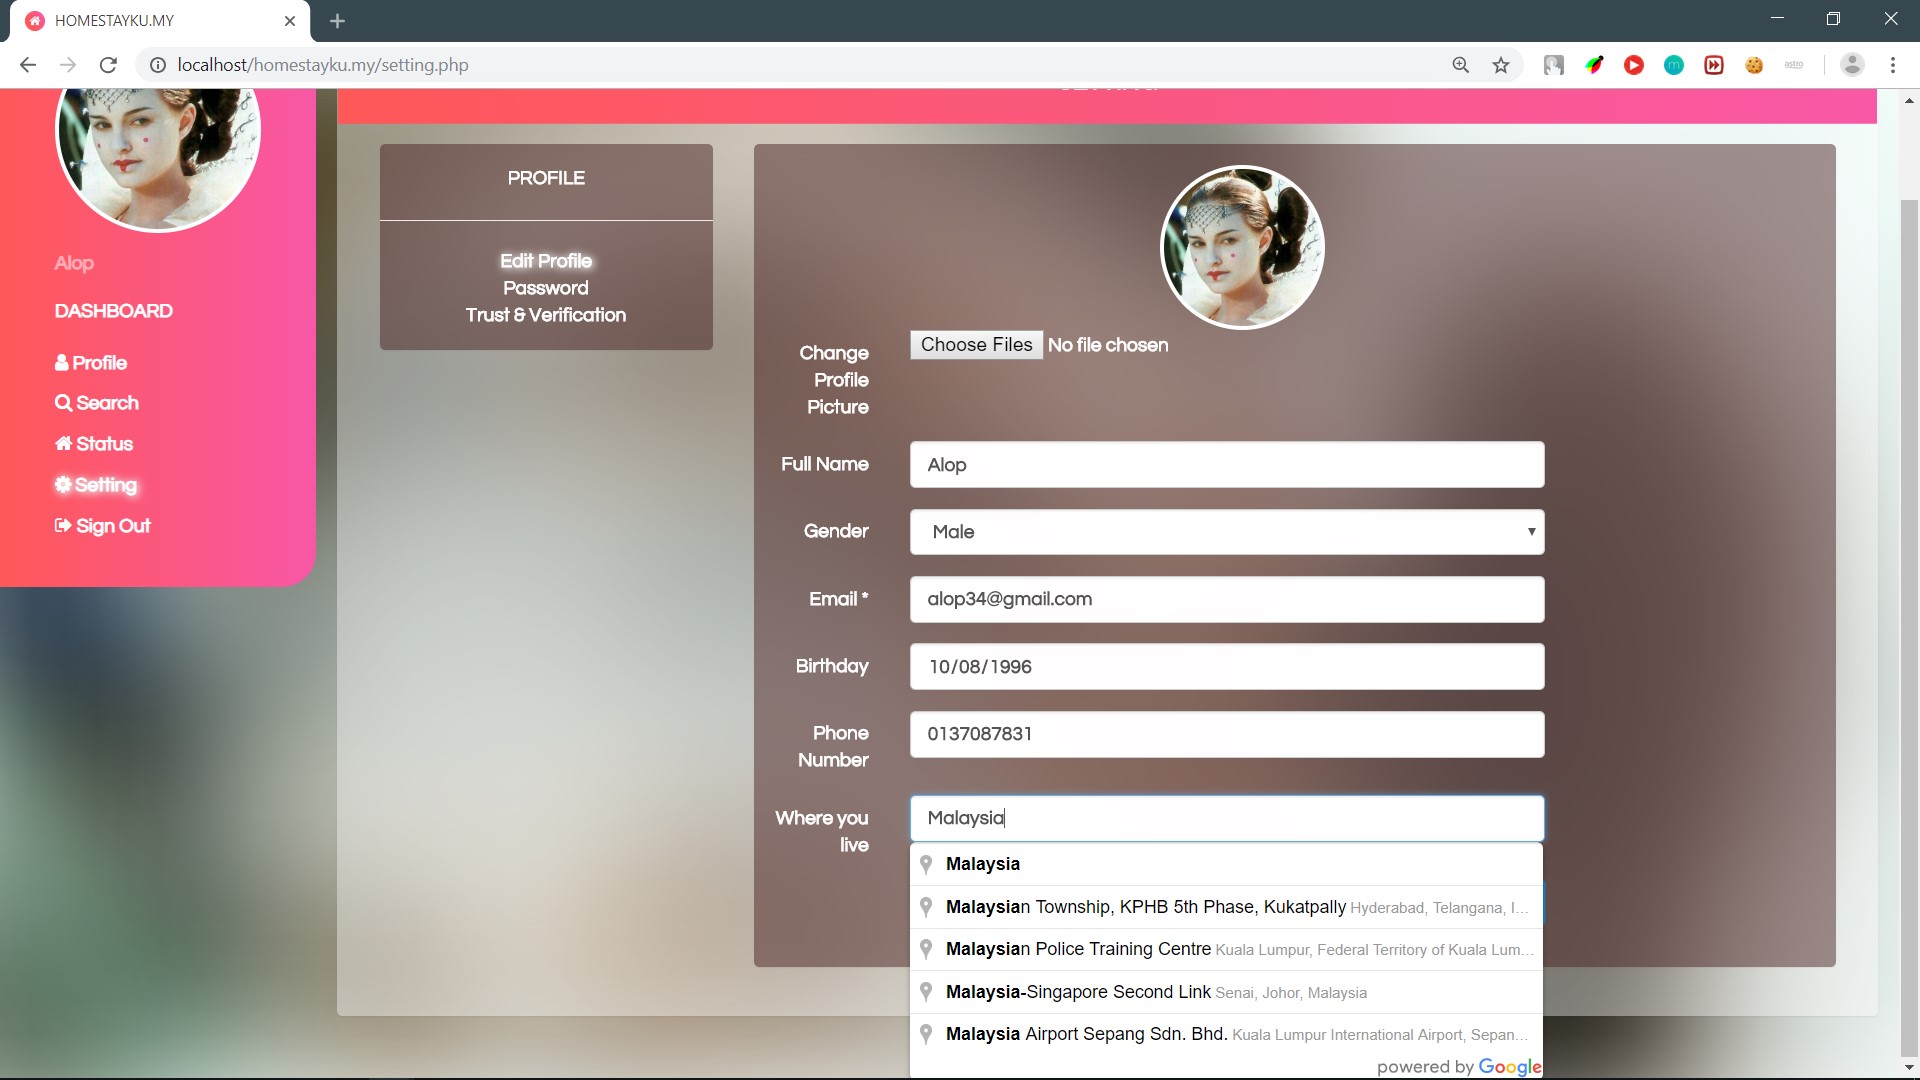 HOMESTAYKU.MY
localhost/homestayku.my/setting.php
astro
Alop
DASHBOARD
Profile
Search
Status
Setting
Sign Out
PROFILE
Edit Profile
Password
Trust & Verification
Change Profile Picture
Choose Files No file chosen
Full Name
Alop
Gender
Male
Email *
alop34@gmail.com
Birthday
10/08/1996
Phone Number
0137087831
Where you live
Malaysia
Malaysia
Malaysian Township, KPHB 5th Phase, Kukatpally Hyderabad, Telangana, I...
Malaysian Police Training Centre Kuala Lumpur, Federal Territory of Kuala Lum...
Malaysia-Singapore Second Link Senai, Johor, Malaysia
Malaysia Airport Sepang Sdn. Bhd. Kuala Lumpur International Airport, Sepan...
powered by Google